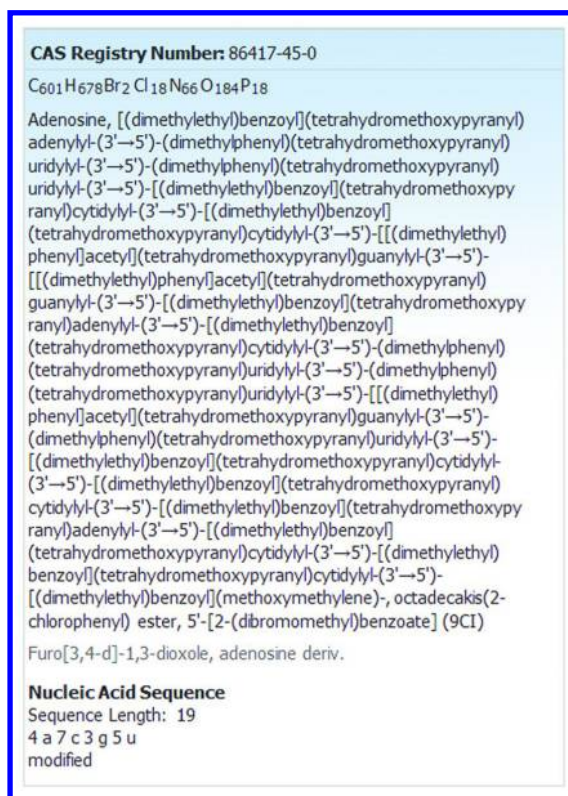 CAS Registry Number: 86417-45-0
C601H678Br2Cl18N66O184P18
Adenosine, [(dimethylethyl)benzoyl](tetrahydromethoxypyranyl)
adenylyl-(3'→5')-(dimethylphenyl)(tetrahydromethoxypyranyl)
uridylyl-(3'→5')-(dimethylphenyl)(tetrahydromethoxypyranyl)
uridylyl-(3'→5')-[(dimethylethyl)benzoyl](tetrahydromethoxypy
ranyl)cytidylyl-(3'→5')-[(dimethylethyl)benzoyl]
(tetrahydromethoxypyranyl)cytidylyl-(3'→5')-[[(dimethylethyl)
phenyl]acetyl](tetrahydromethoxypyranyl)guanylyl-(3'→5')-
[[(dimethylethyl)phenyl]acetyl](tetrahydromethoxypyranyl)
guanylyl-(3'→5')-[(dimethylethyl)benzoyl](tetrahydromethoxypy
ranyl)adenylyl-(3'→5')-[(dimethylethyl)benzoyl]
(tetrahydromethoxypyranyl)cytidylyl-(3'→5')-(dimethylphenyl)
(tetrahydromethoxypyranyl)uridylyl-(3'→5')-(dimethylphenyl)
(tetrahydromethoxypyranyl)uridylyl-(3'→5')-[[(dimethylethyl)
phenyl]acetyl](tetrahydromethoxypyranyl)guanylyl-(3'→5')-
(dimethylphenyl)(tetrahydromethoxypyranyl)uridylyl-(3'→5')-
[(dimethylethyl)benzoyl](tetrahydromethoxypyranyl)cytidylyl-
(3'→5')-[(dimethylethyl)benzoyl](tetrahydromethoxypyranyl)
cytidylyl-(3'→5')-[(dimethylethyl)benzoyl](tetrahydromethoxypy
ranyl)adenylyl-(3'→5')-[(dimethylethyl)benzoyl]
(tetrahydromethoxypyranyl)cytidylyl-(3'→5')-[(dimethylethyl)
benzoyl](tetrahydromethoxypyranyl)cytidylyl-(3'→5')-
[(dimethylethyl)benzoyl](methoxymethylene)-, octadecakis(2-
chlorophenyl) ester, 5'-[2-(dibromomethyl)benzoate] (9CI)
Furo[3,4-d]-1,3-dioxole, adenosine deriv.
Nucleic Acid Sequence
Sequence Length: 19
4 a 7 c 3 g 5 u
modified